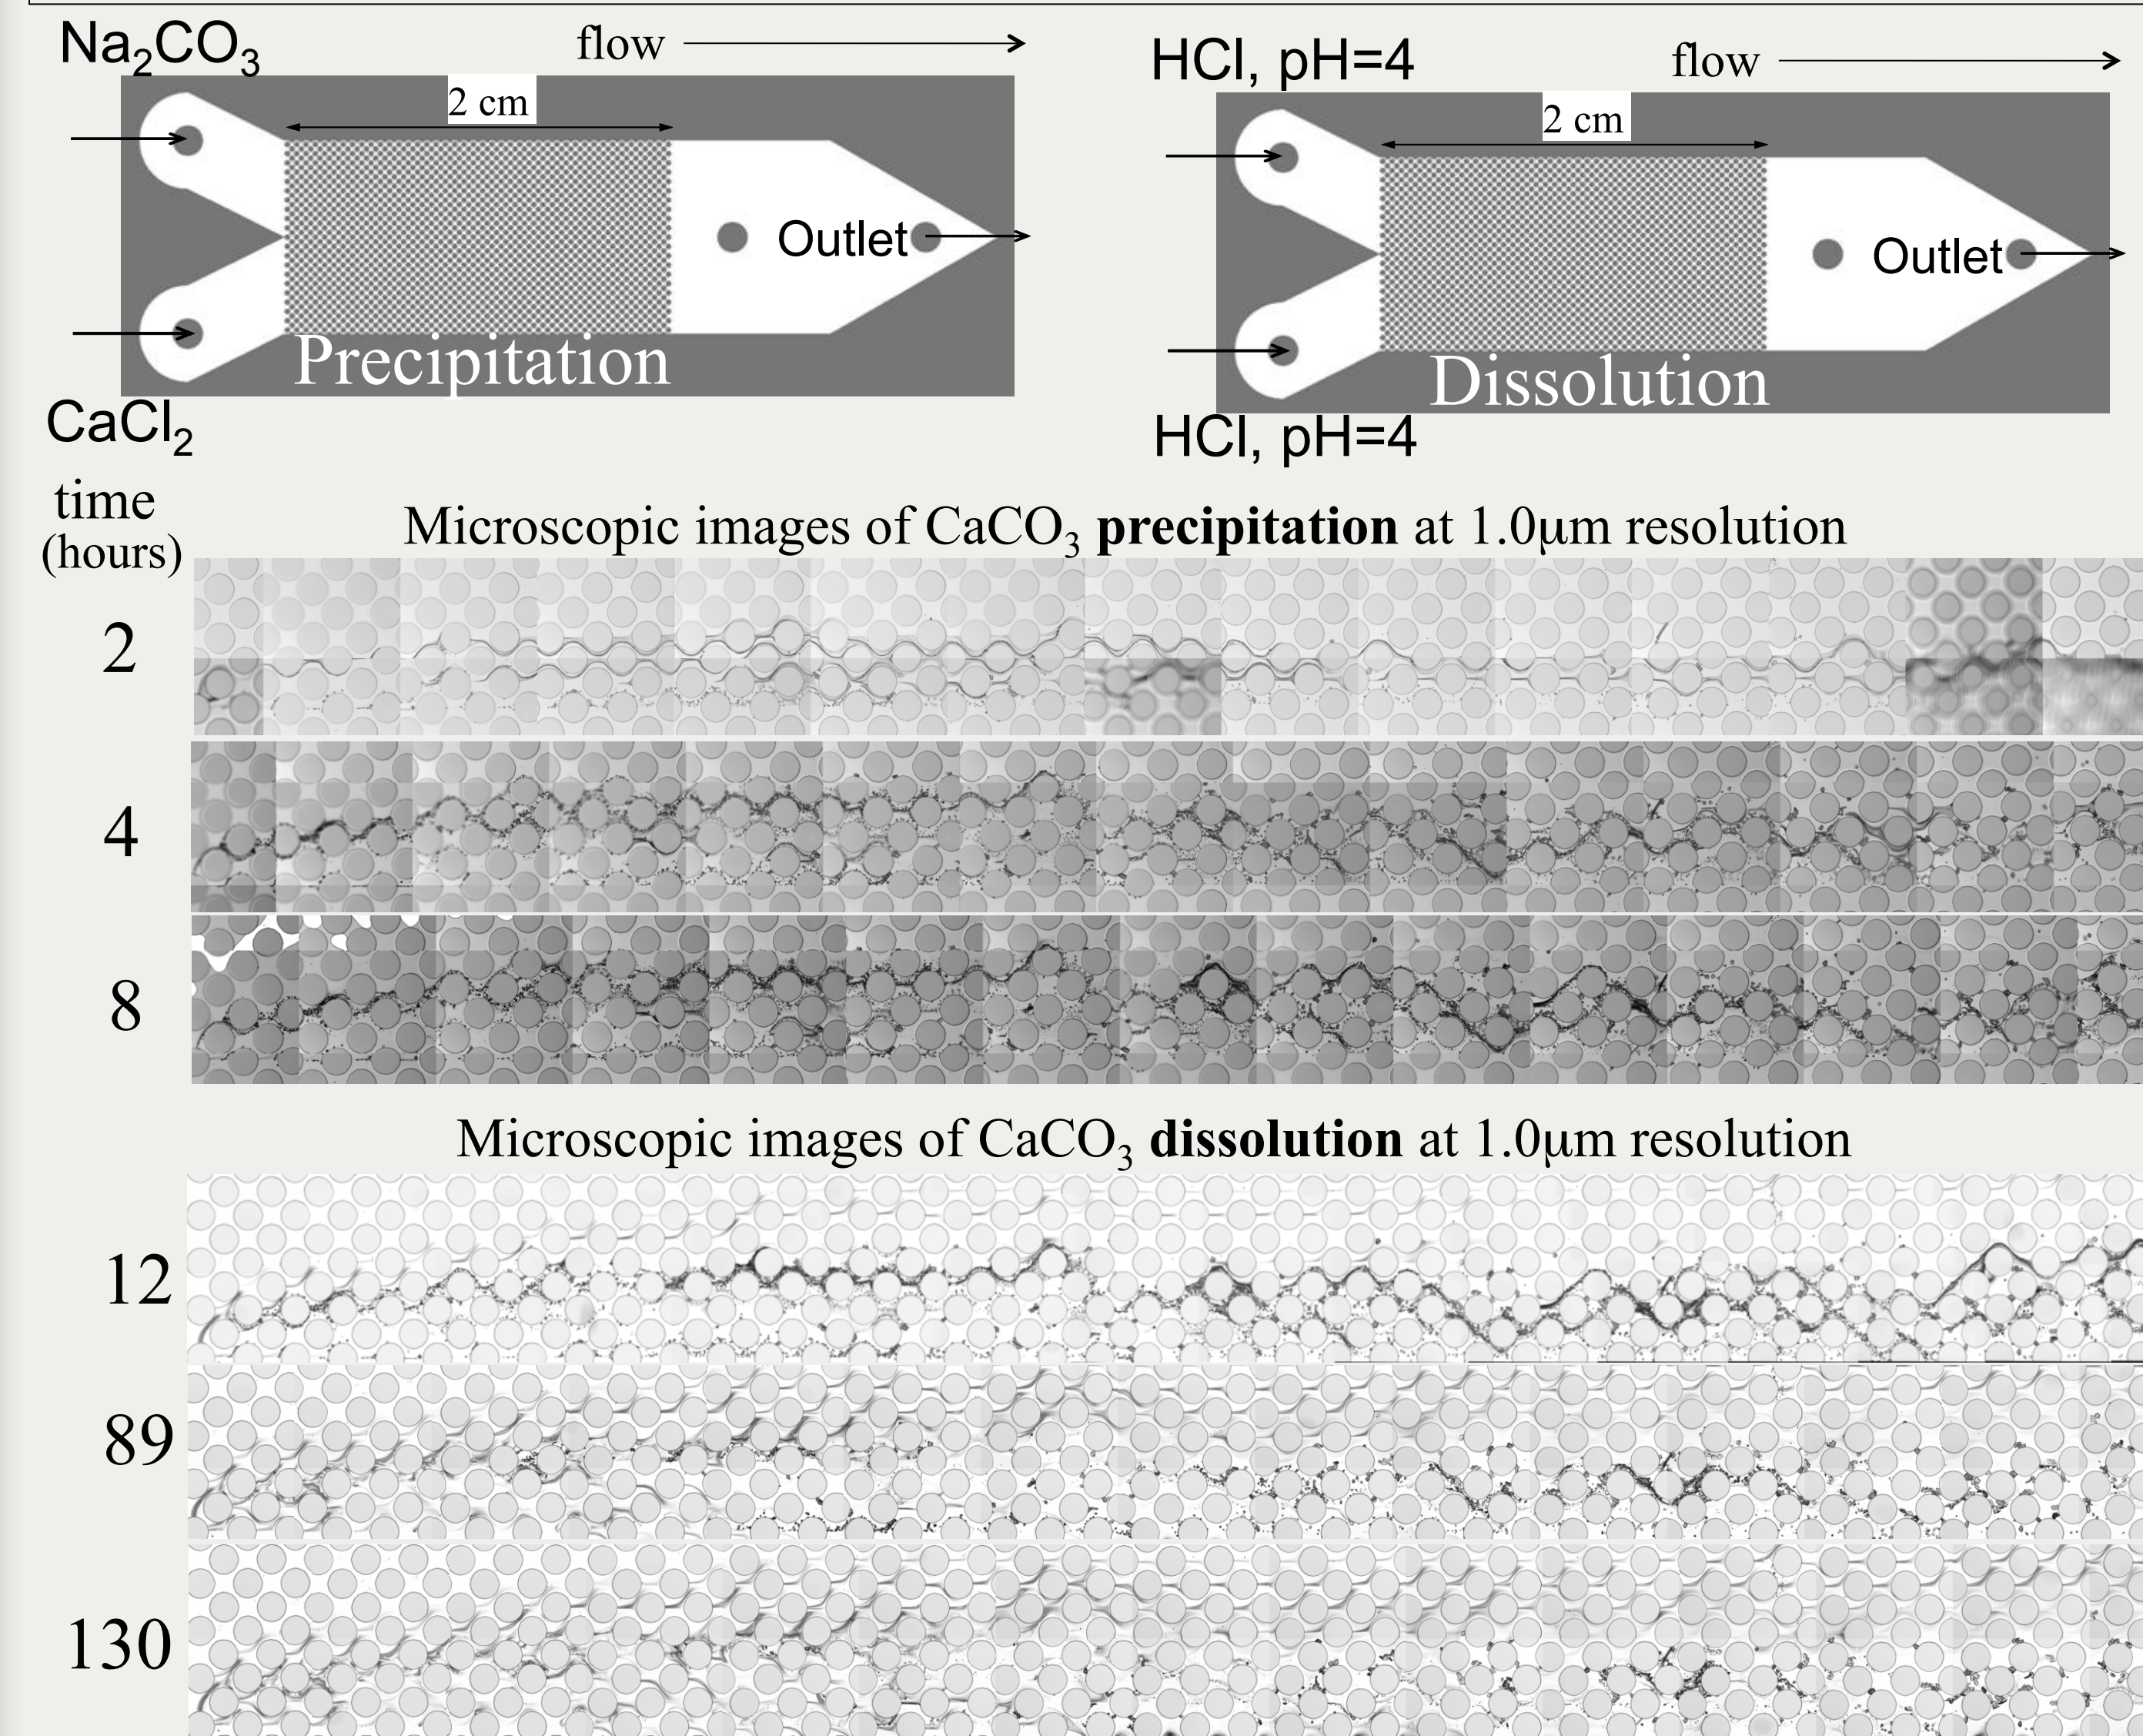 Na₂CO₃
flow
2 cm
Outlet
Precipitation
CaCl₂
HCl, pH=4
flow
2 cm
Outlet
Dissolution
HCl, pH=4
time
(hours)
Microscopic images of CaCO₃ precipitation at 1.0μm resolution
2
4
8
Microscopic images of CaCO₃ dissolution at 1.0μm resolution
12
89
130